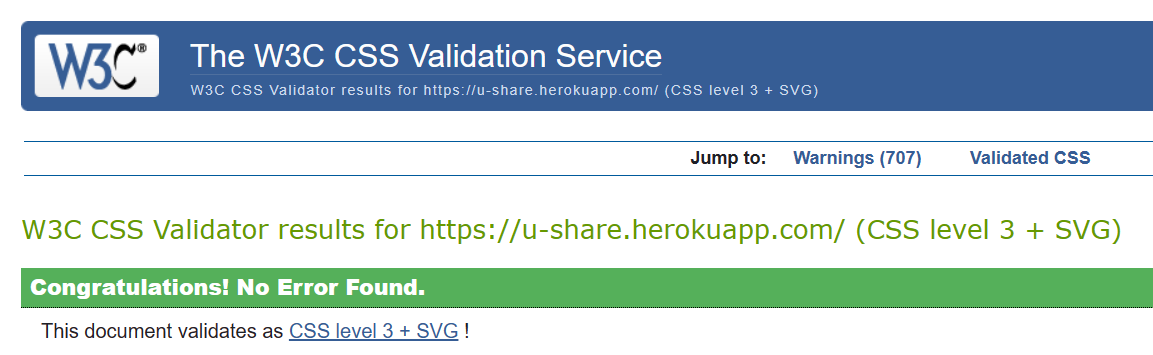 W3C®
The W3C CSS Validation Service
W3C CSS Validator results for https://u-share.herokuapp.com/ (CSS level 3 + SVG)
Jump to: Warnings (707) Validated CSS
W3C CSS Validator results for https://u-share.herokuapp.com/ (CSS level 3 + SVG)
Congratulations! No Error Found.
This document validates as CSS level 3 + SVG !